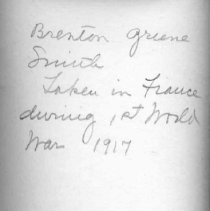 Brenton Greene
Smith
Taken in France
during 1st World
War 1917